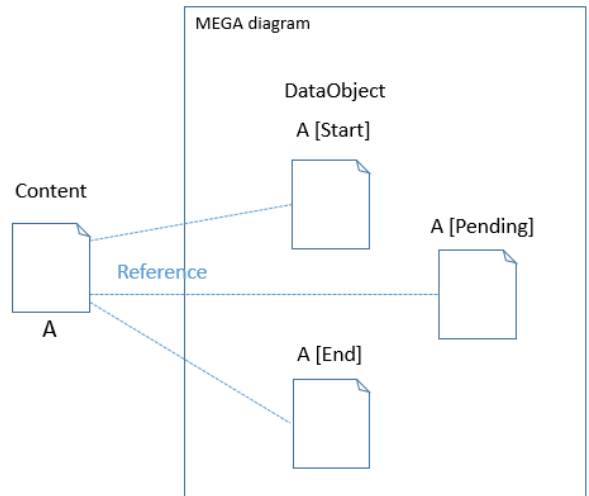 MEGA diagram
DataObject
A [Start]
Content
A [Pending]
Reference
A
A [End]